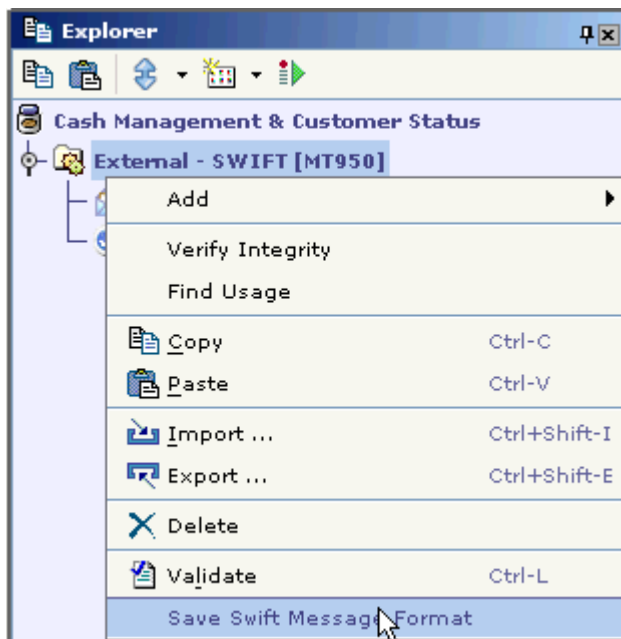 Explorer
Cash Management & Customer Status
External - SWIFT [MT950]
Add
Verify Integrity
Find Usage
Copy Ctrl-C
Paste Ctrl-V
Import ... Ctrl+Shift-I
Export ... Ctrl+Shift-E
Delete
Validate Ctrl-L
Save Swift Message Format